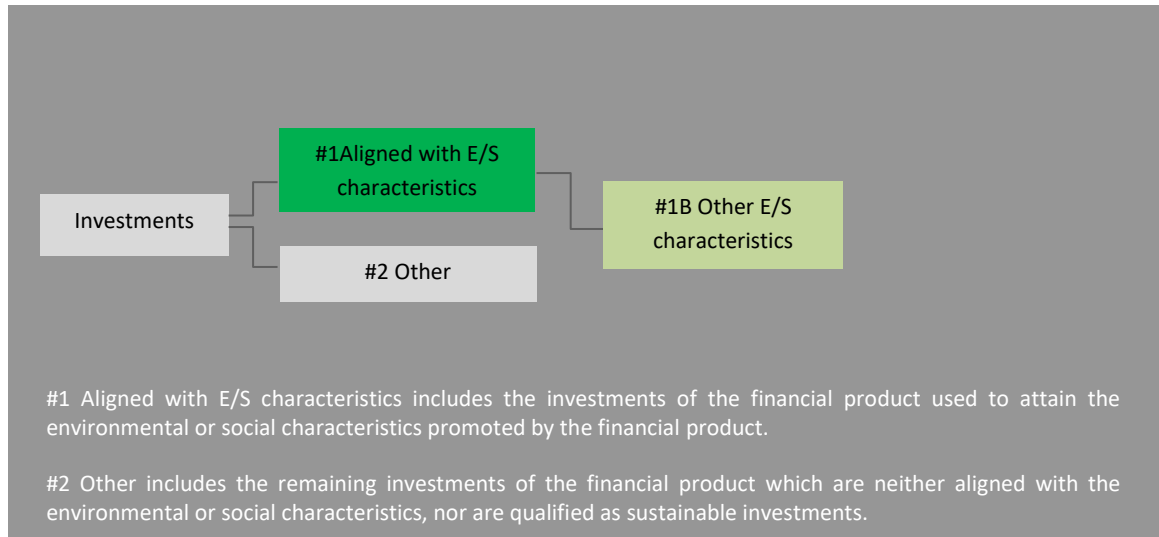 #1Aligned with E/S
characteristics
Investments
#1B Other E/S
characteristics
#2 Other
#1 Aligned with E/S characteristics includes the investments of the financial product used to attain the
environmental or social characteristics promoted by the financial product.
#2 Other includes the remaining investments of the financial product which are neither aligned with the
environmental or social characteristics, nor are qualified as sustainable investments.